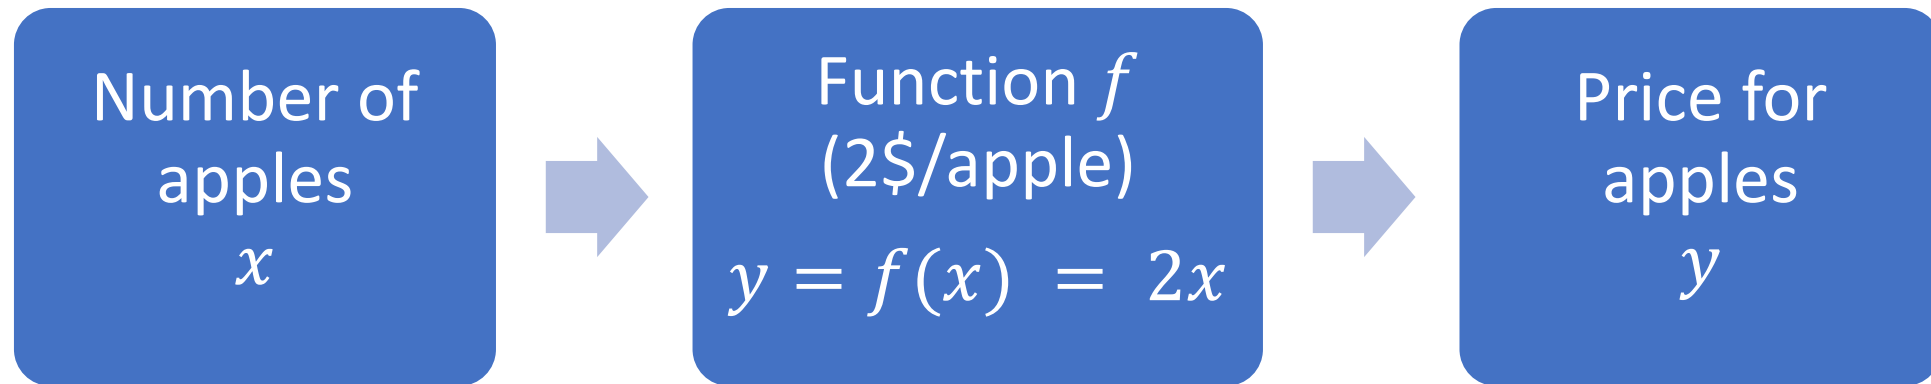 Number of
apples
x
Function f
(2$/apple)
y = f(x) = 2x
Price for
apples
y